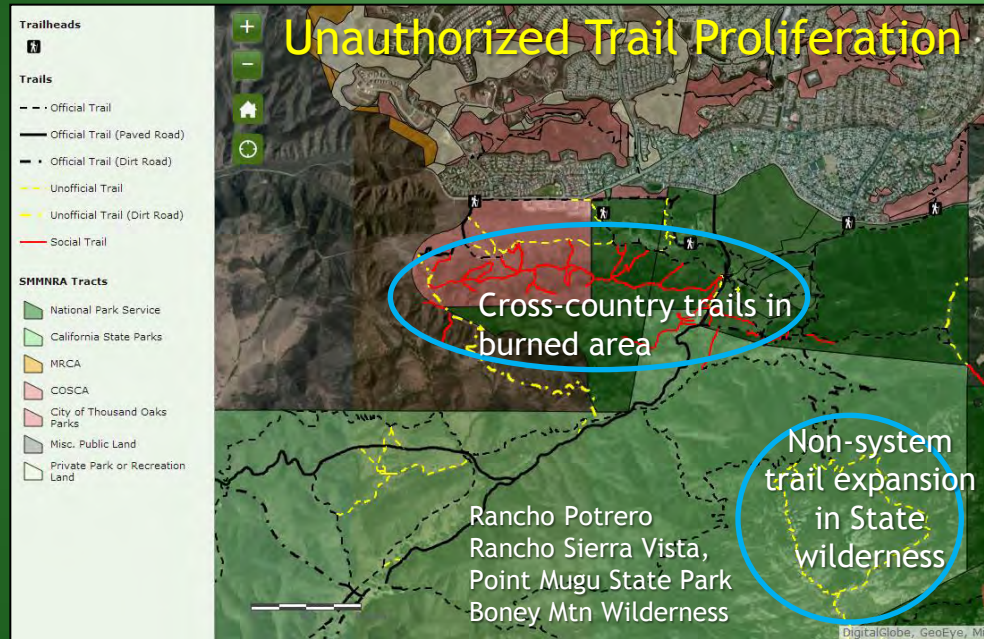 Unauthorized Trail Proliferation
Trailheads
Trails
Official Trail
Official Trail (Paved Road)
Official Trail (Dirt Road)
Unofficial Trail
Unofficial Trail (Dirt Road)
Social Trail
SMMNRA Tracts
National Park Service
California State Parks
MRCA
COSCA
City of Thousand Oaks
Parks
Misc. Public Land
Private Park or Recreation
Land
+
−
Cross-country trails in
burned area
Non-system
trail expansion
in State
wilderness
Rancho Potrero
Rancho Sierra Vista,
Point Mugu State Park
Boney Mtn Wilderness
DigitalGlobe, GeoEye, Mi